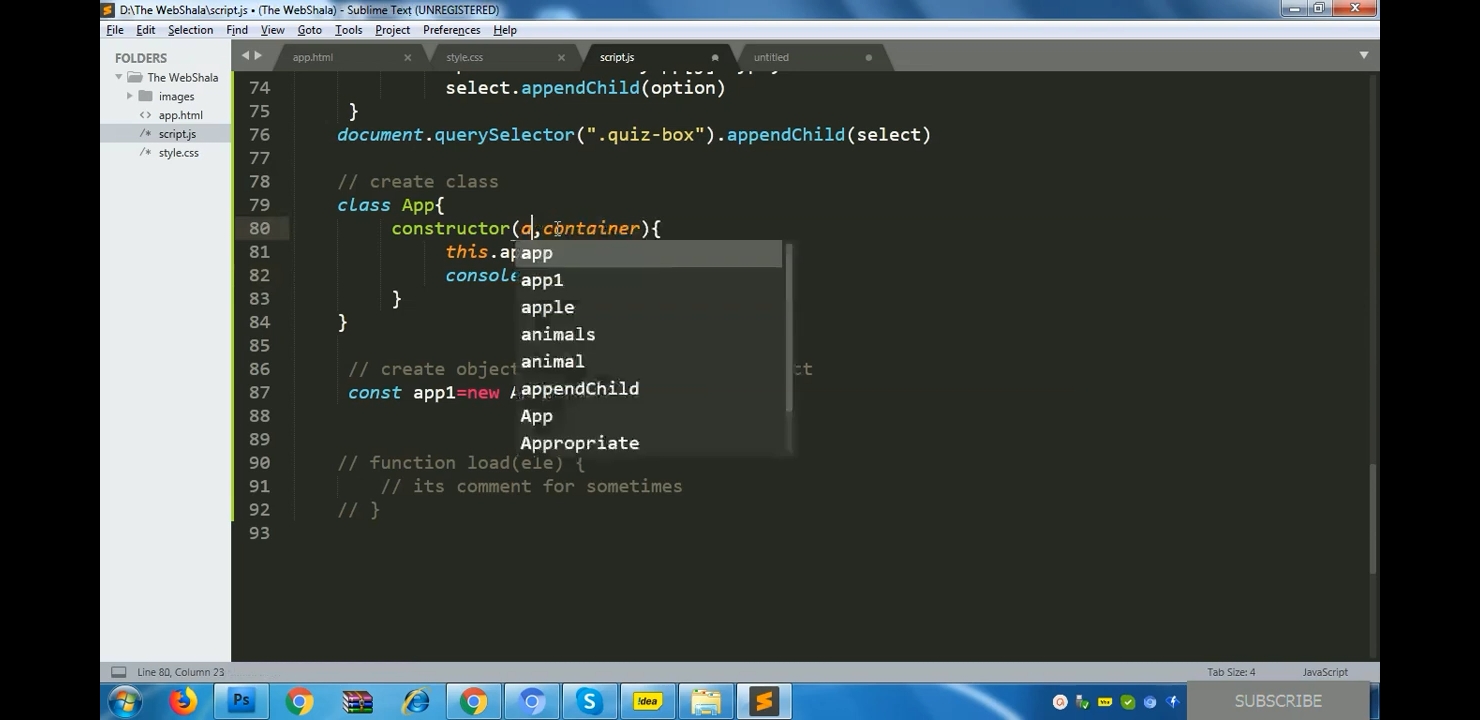 D:\The WebShala\script.js • (The WebShala) - Sublime Text (UNREGISTERED)
File Edit Selection Find View Goto Tools Project Preferences Help
FOLDERS
The WebShala
images
<> app.html
/* script.js
/* style.css
app.html style.css script.js untitled
74 select.appendChild(option)
75 }
76 document.querySelector(".quiz-box").appendChild(select)
77
78 // create class
79 class App{
80 constructor(a,container){
81 this.ap
82 console
83 }
84 }
85
86 // create objec ct
87 const app1=new A
88
89
90 // function load(ele) {
91 // its comment for sometimes
92 // }
93
app
app1
apple
animals
animal
appendChild
App
Appropriate
Line 80, Column 23 Tab Size: 4 JavaScript
Ps !dea
SUBSCRIBE